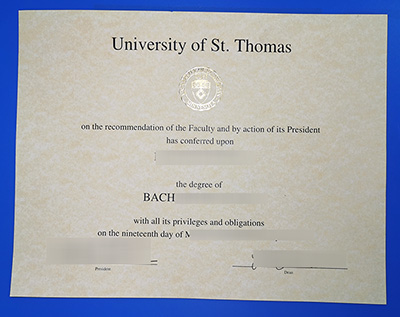 University of St. Thomas
on the recommendation of the Faculty and by action of its President
has conferred upon
the degree of
BACH
with all its privileges and obligations
on the nineteenth day of M
President
Dean